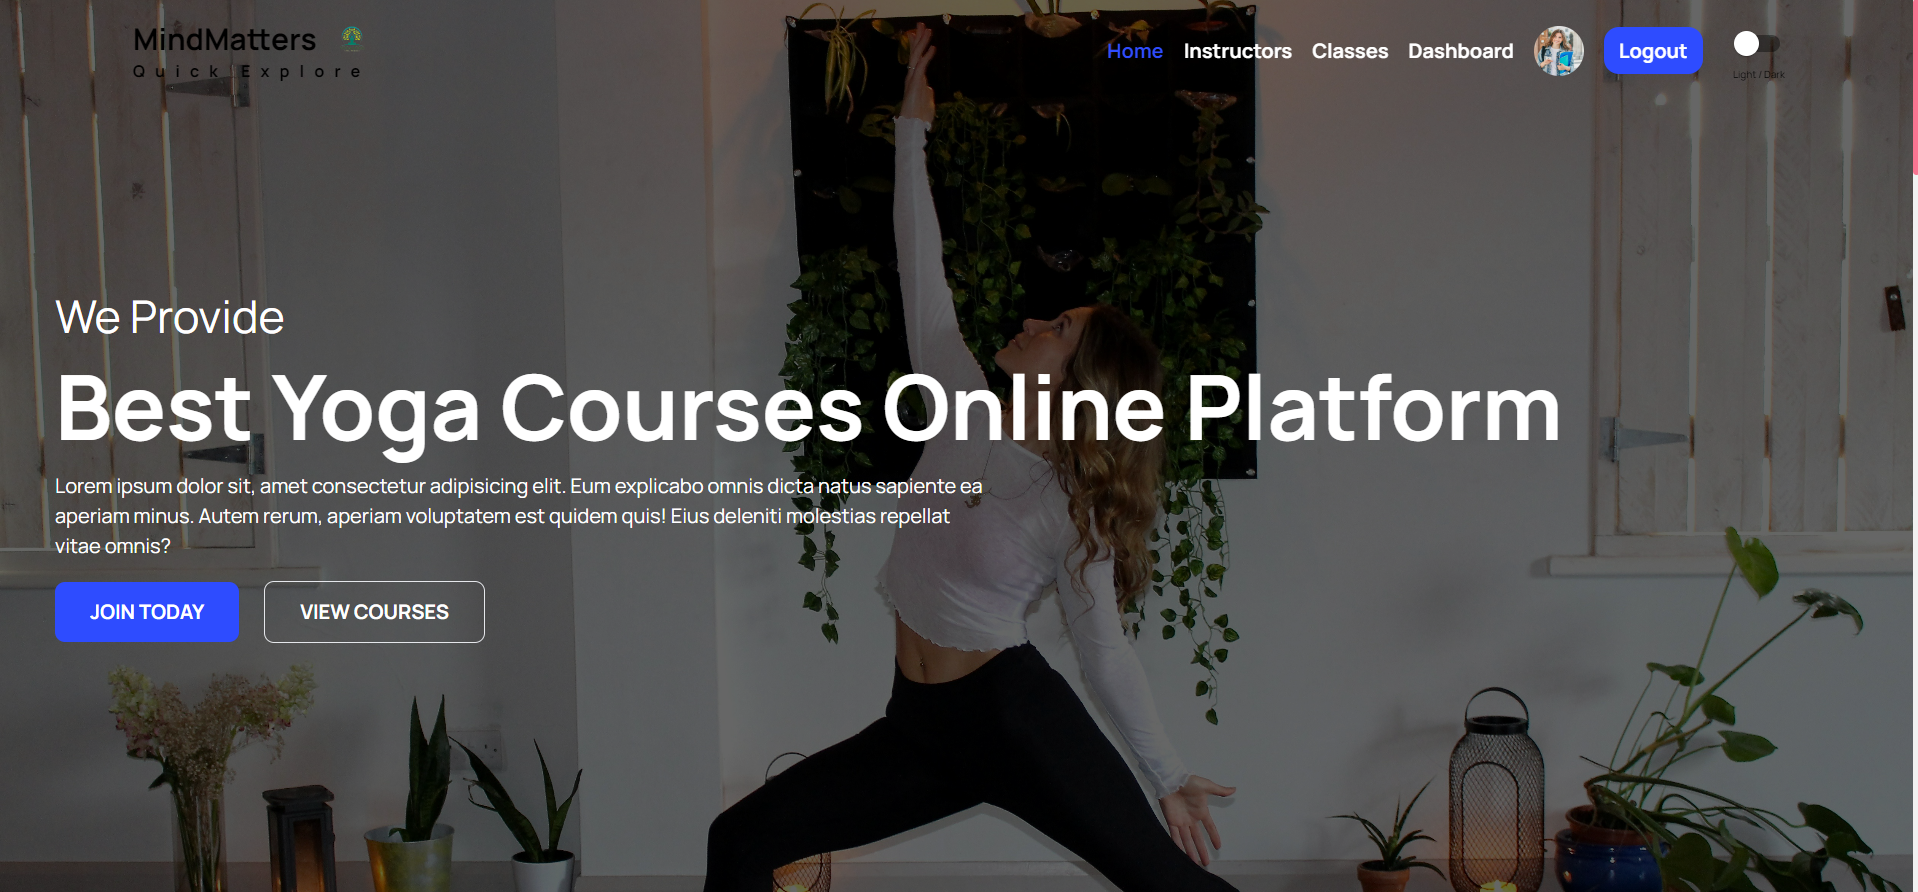 MindMatters
Quick Explore
Home Instructors Classes Dashboard Logout
Light / Dark
We Provide
Best Yoga Courses Online Platform
Lorem ipsum dolor sit, amet consectetur adipisicing elit. Eum explicabo omnis dicta natus sapiente ea
aperiam minus. Autem rerum, aperiam voluptatem est quidem quis! Eius deleniti molestias repellat
vitae omnis?
JOIN TODAY VIEW COURSES